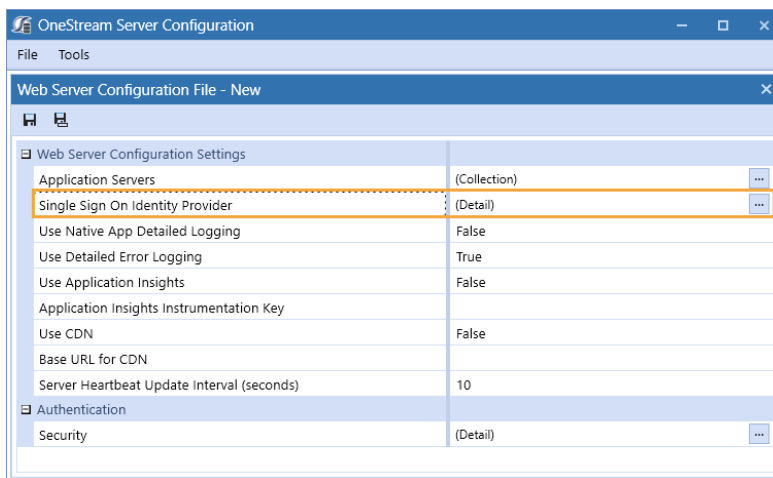 OneStream Server Configuration
File Tools
Web Server Configuration File - New
Web Server Configuration Settings
Application Servers (Collection) ...
Single Sign On Identity Provider (Detail) ...
Use Native App Detailed Logging False
Use Detailed Error Logging True
Use Application Insights False
Application Insights Instrumentation Key
Use CDN False
Base URL for CDN
Server Heartbeat Update Interval (seconds) 10
Authentication
Security (Detail) ...